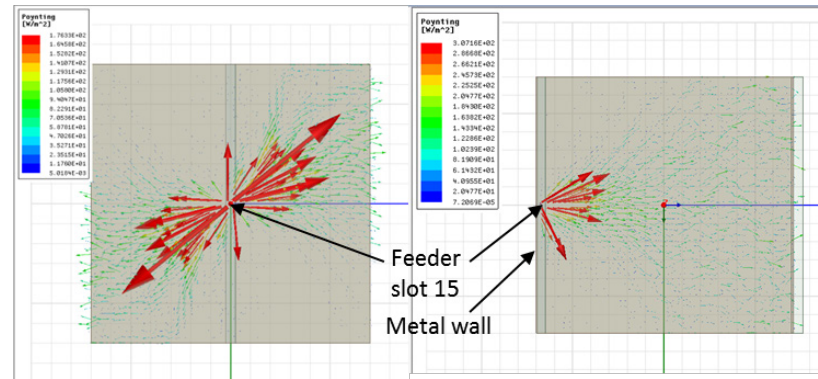 Poynting
[W/m^2]
1.7633E+02
1.6458E+02
1.5282E+02
1.4107E+02
1.2931E+02
1.1756E+02
1.0580E+02
9.4047E+01
8.2291E+01
7.0536E+01
5.8781E+01
4.7026E+01
3.5271E+01
2.3515E+01
1.1760E+01
5.0184E-03
Poynting
[W/m^2]
3.0716E+02
2.8668E+02
2.6621E+02
2.4573E+02
2.2525E+02
2.0477E+02
1.8430E+02
1.6382E+02
1.4334E+02
1.2286E+02
1.0239E+02
8.1909E+01
6.1432E+01
4.0955E+01
2.0477E+01
7.2069E-05
Feeder
slot 15
Metal wall